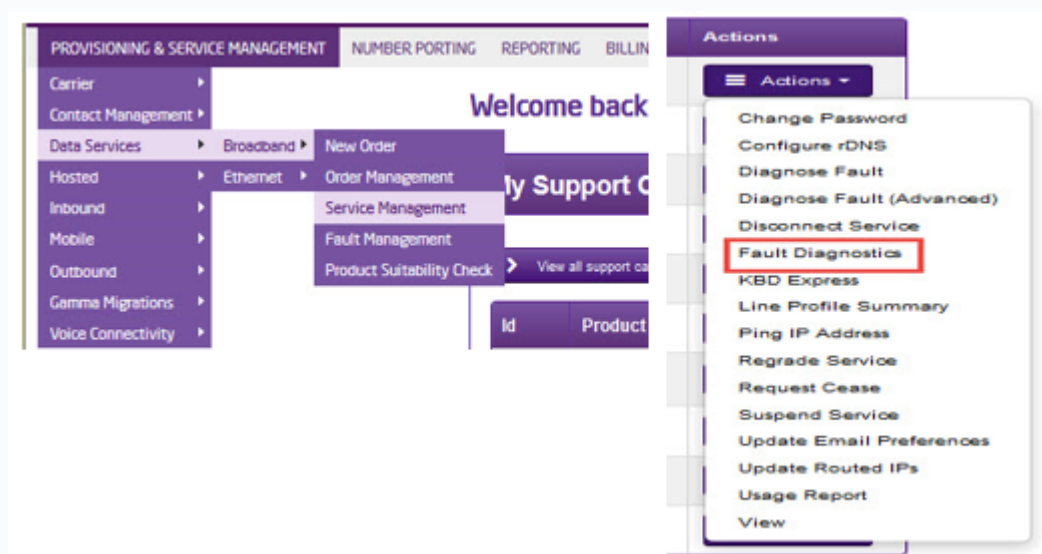 PROVISIONING & SERVICE MANAGEMENT NUMBER PORTING REPORTING BILLIN
Carrier
Contact Management
Data Services
Hosted
Inbound
Mobile
Outbound
Gamma Migrations
Voice Connectivity
Broadband
Ethernet
New Order
Order Management
Service Management
Fault Management
Product Suitability Check
Welcome back
ly Support C
View all support ca
Id Product
Actions
Actions
Change Password
Configure rDNS
Diagnose Fault
Diagnose Fault (Advanced)
Disconnect Service
Fault Diagnostics
KBD Express
Line Profile Summary
Ping IP Address
Regrade Service
Request Cease
Suspend Service
Update Email Preferences
Update Routed IPs
Usage Report
View